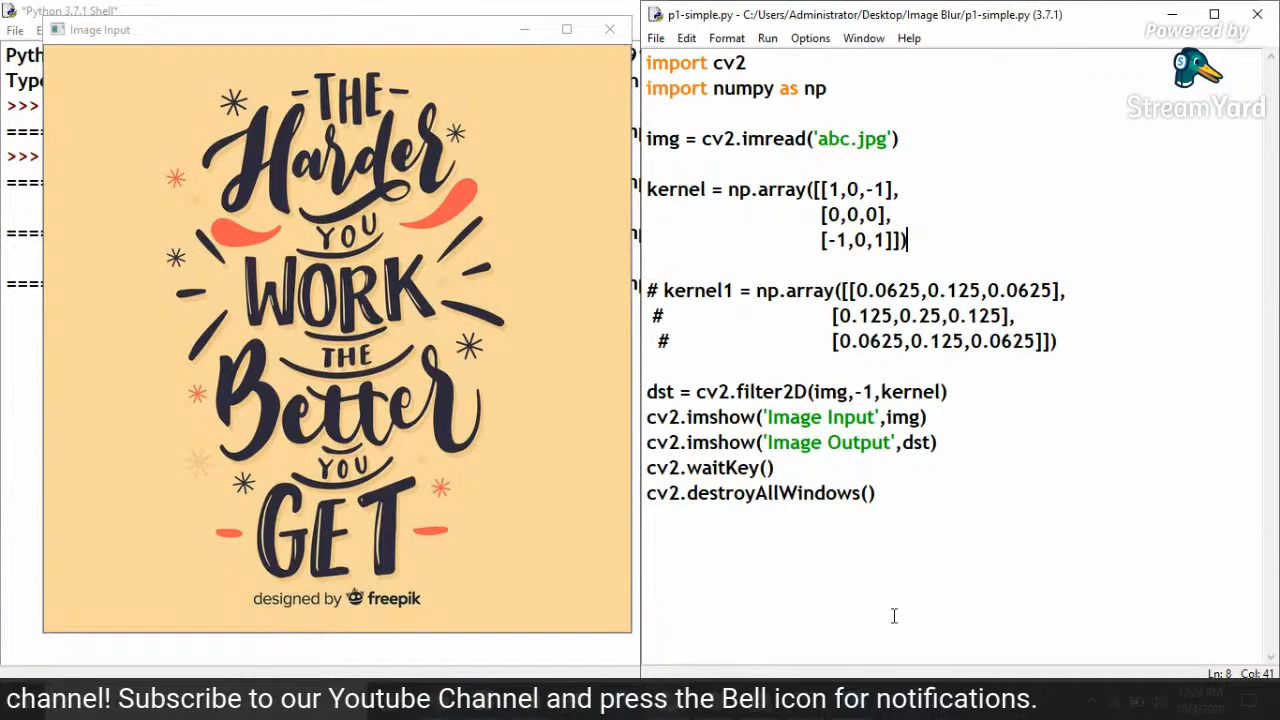 *Python 3.7.1 Shell*
File
Pyth
Type
>>>
====
>>>
====
====
====
Image Input
THE
Harder
YOU
WORK
THE
Better
YOU
GET
designed by freepik
p1-simple.py - C:/Users/Administrator/Desktop/Image Blur/p1-simple.py (3.7.1)
File Edit Format Run Options Window Help
Powered by
StreamYard
import cv2
import numpy as np
img = cv2.imread('abc.jpg')
kernel = np.array([[1,0,-1],
[0,0,0],
[-1,0,1]])
# kernel1 = np.array([[0.0625,0.125,0.0625],
# [0.125,0.25,0.125],
# [0.0625,0.125,0.0625]])
dst = cv2.filter2D(img,-1,kernel)
cv2.imshow('Image Input',img)
cv2.imshow('Image Output',dst)
cv2.waitKey()
cv2.destroyAllWindows()
Ln: 8 Col: 41
channel! Subscribe to our Youtube Channel and press the Bell icon for notifications.